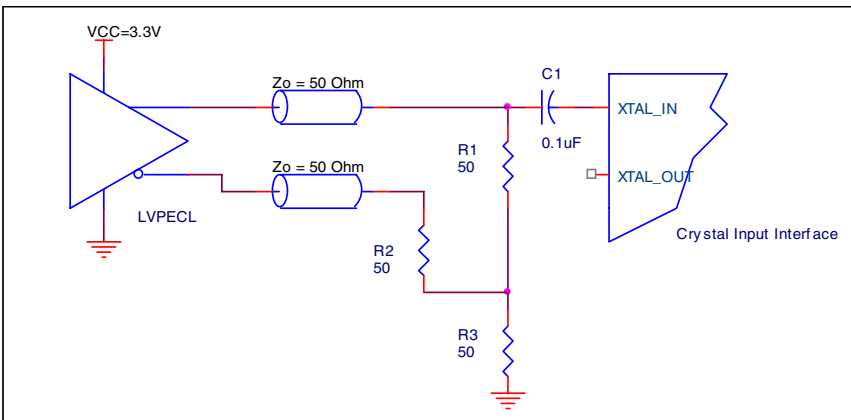 VCC=3.3V
Zo = 50 Ohm
C1
0.1uF
XTAL_IN
R1
50
Zo = 50 Ohm
XTAL_OUT
LVPECL
Crystal Input Interface
R2
50
R3
50